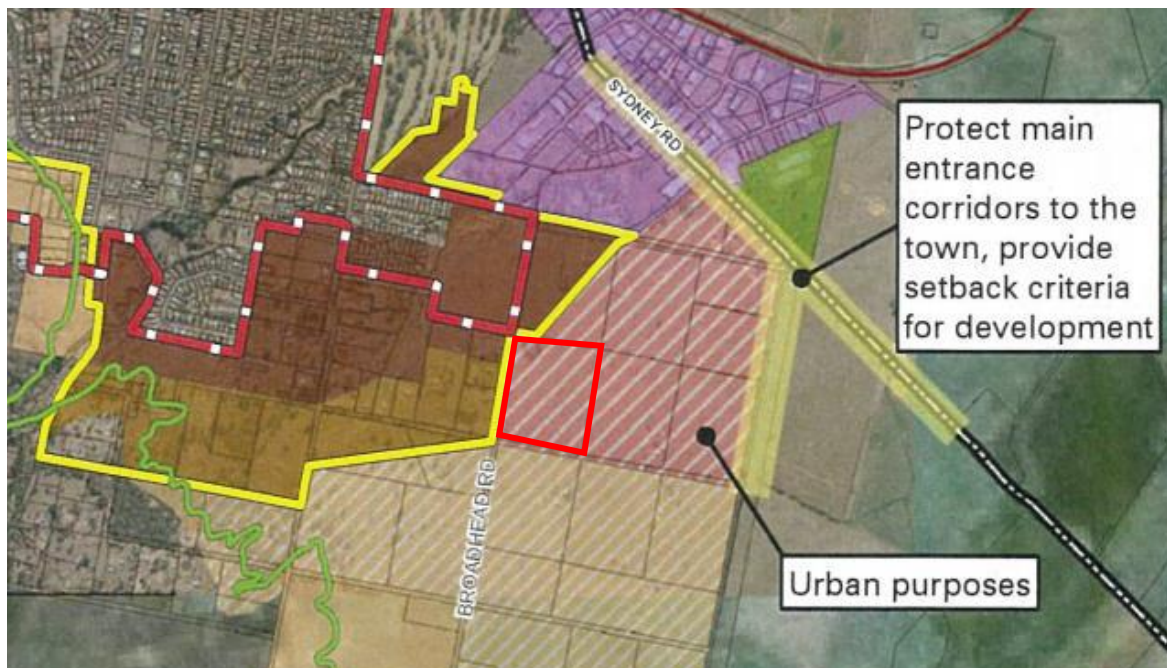 SYDNEY RD
Protect main
entrance
corridors to the
town, provide
setback criteria
for development
BROADHEAD RD
Urban purposes